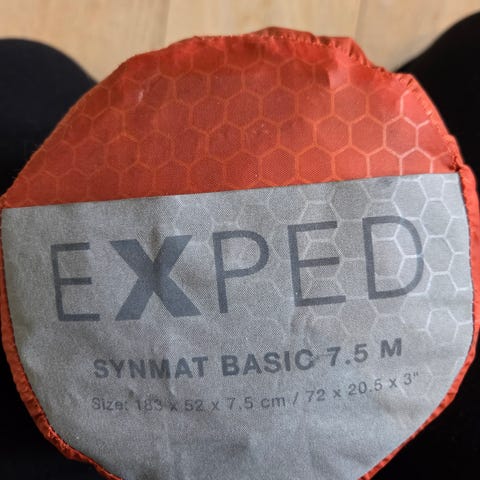 EXPED
SYNMAT BASIC 7.5 M
Size: 183 x 52 x 7.5 cm / 72 x 20.5 x 3"